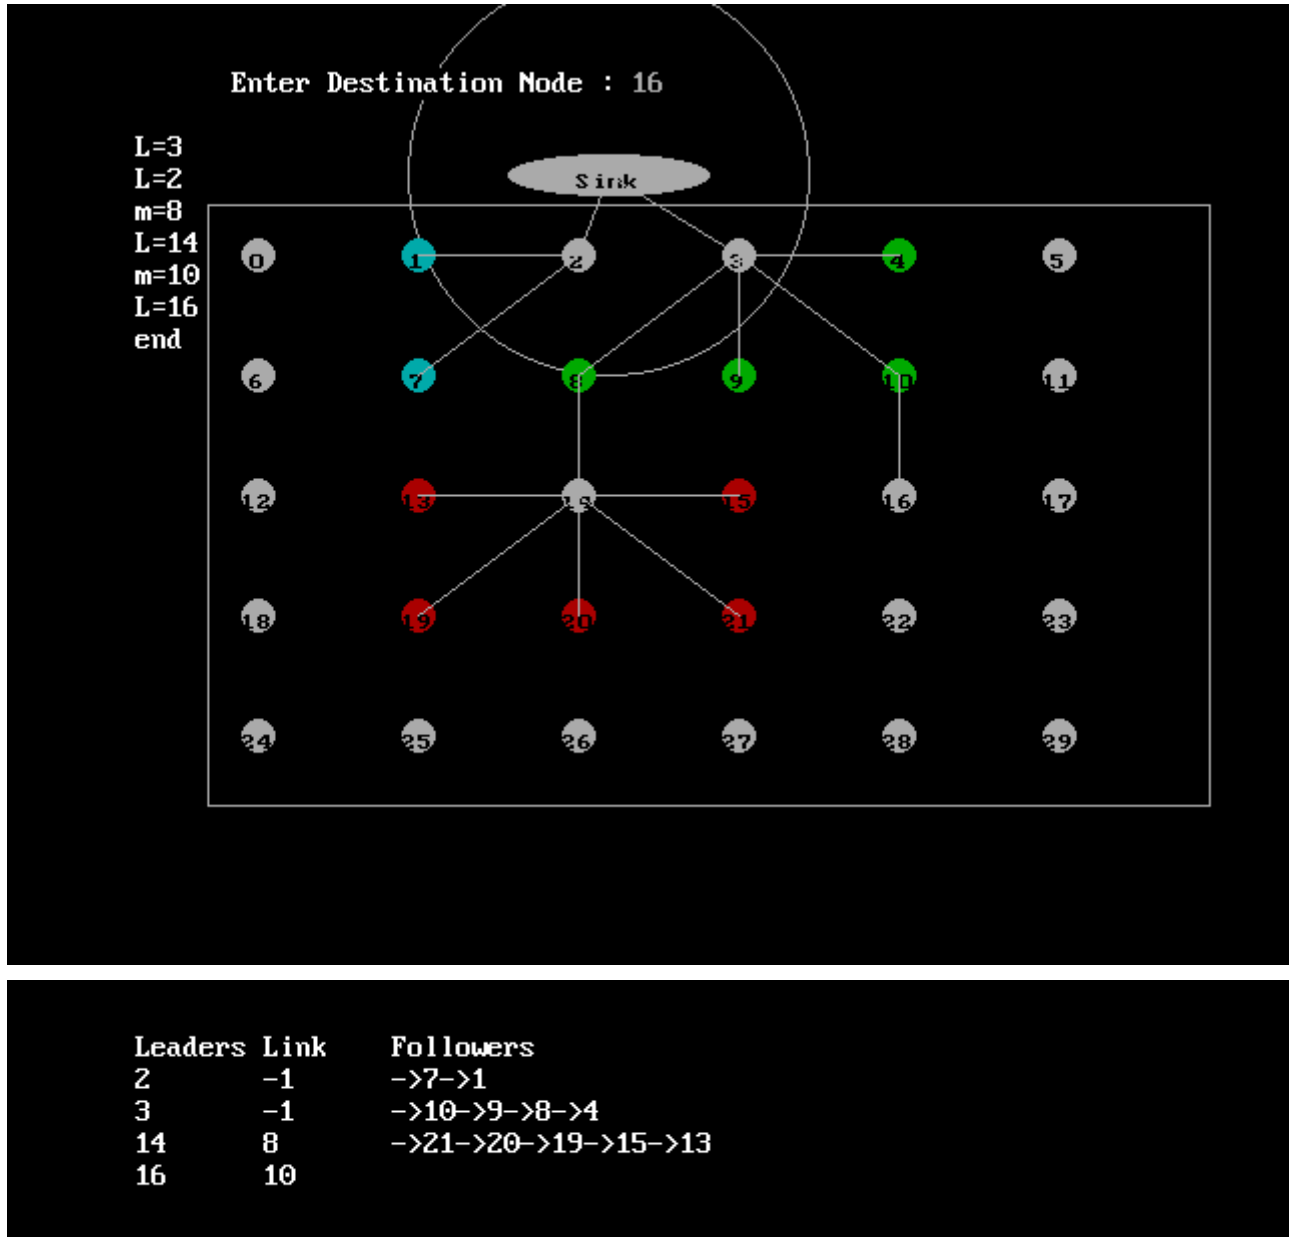 Enter Destination Node : 16
L=3
L=2
m=8
L=14
m=10
L=16
end
Sink
0 1 2 3 4 5
6 7 8 9 10 11
12 13 14 15 16 17
18 19 20 21 22 23
24 25 26 27 28 29
Leaders Link Followers
2 -1 ->7->1
3 -1 ->10->9->8->4
14 8 ->21->20->19->15->13
16 10